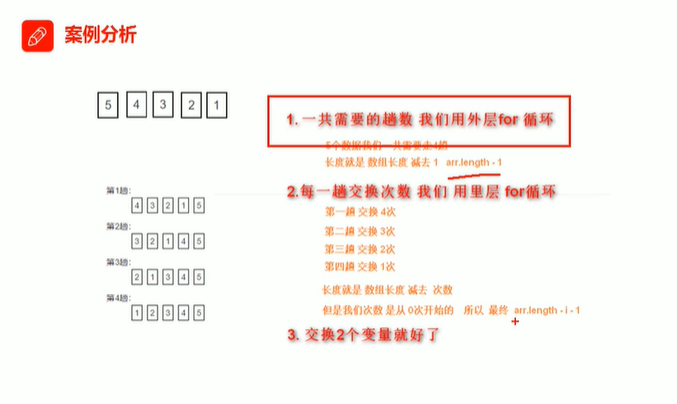 案例分析
5 4 3 2 1
1. 一共需要的趟数 我们用外层for 循环
5个数据我们一共需要走4趟
长度就是 数组长度 减去 1 arr.length - 1
2.每一趟交换次数 我们 用里层 for循环
第一趟 交换 4次
第二趟 交换 3次
第三趟 交换 2次
第四趟 交换 1次
长度就是 数组长度 减去 次数
但是我们次数 是从 0次开始的 所以 最终 arr.length - i - 1
3. 交换2个变量就好了
第1趟:
4 3 2 1 5
第2趟:
3 2 1 4 5
第3趟:
2 1 3 4 5
第4趟:
1 2 3 4 5